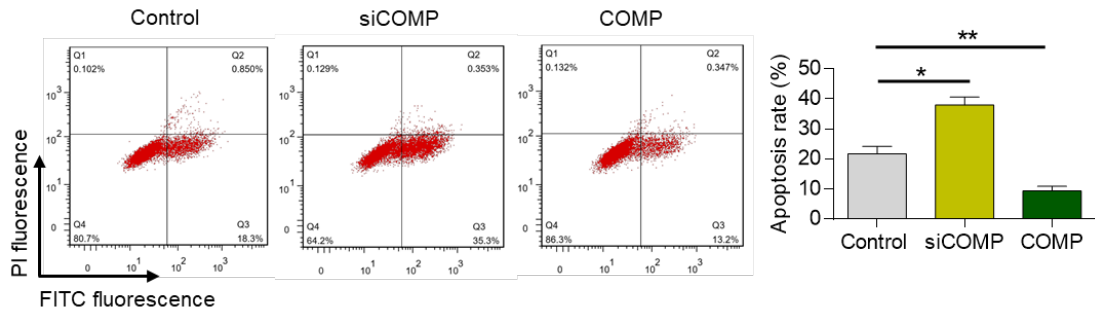 Control
siCOMP
COMP
Q1
0.102%
Q2
0.850%
10³
10²
10¹
0
Q4
80.7%
Q3
18.3%
0
10¹
10²
10³
Q1
0.129%
Q2
0.353%
10³
10²
10¹
0
Q4
64.2%
Q3
35.3%
0
10¹
10²
10³
Q1
0.132%
Q2
0.347%
10³
10²
10¹
0
Q4
86.3%
Q3
13.2%
0
10¹
10²
10³
PI fluorescence
FITC fluorescence
**
*
Apoptosis rate (%)
50
40
30
20
10
0
Control
siCOMP
COMP